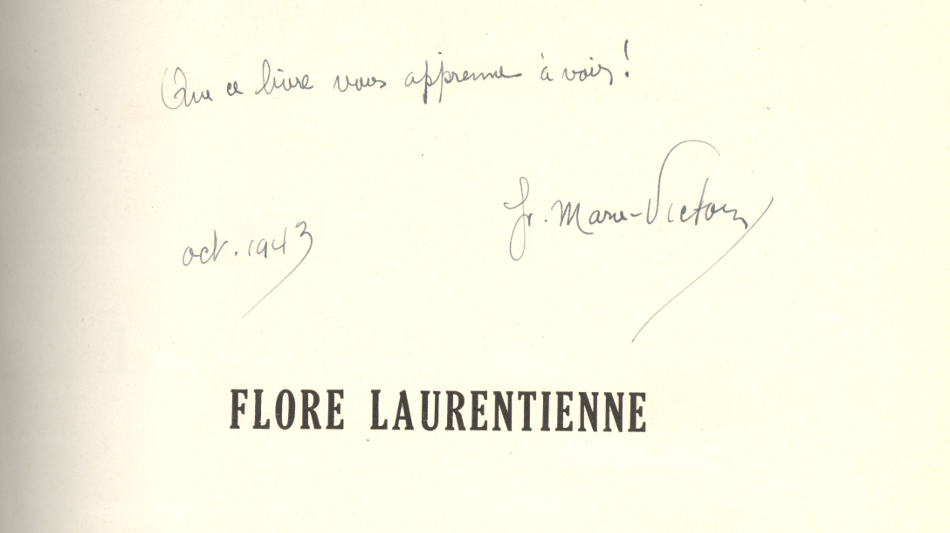 Que ce livre vous apprenne à voir!
fr. Marie-Victorin
oct. 1943
FLORE LAURENTIENNE